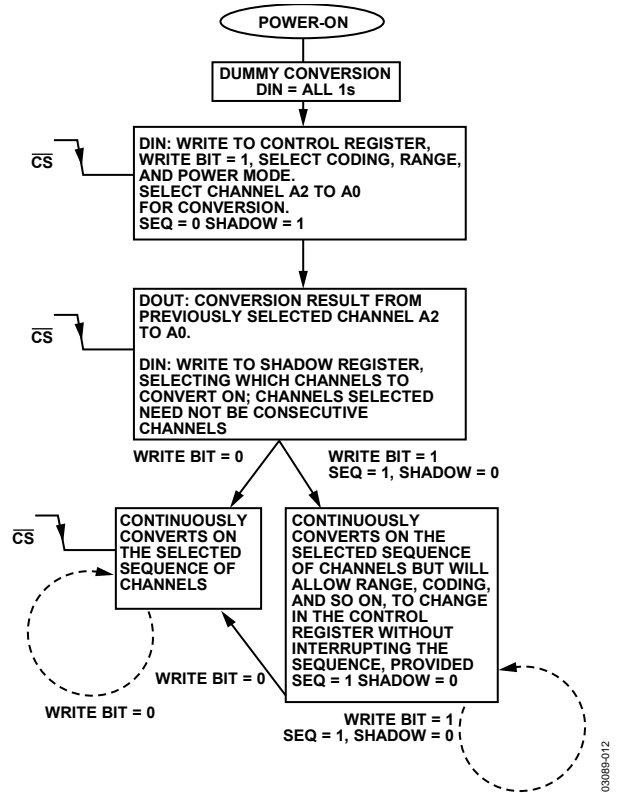 POWER-ON
DUMMY CONVERSION
DIN = ALL 1s
CS
DIN: WRITE TO CONTROL REGISTER,
WRITE BIT = 1, SELECT CODING, RANGE,
AND POWER MODE.
SELECT CHANNEL A2 TO A0
FOR CONVERSION.
SEQ = 0 SHADOW = 1
CS
DOUT: CONVERSION RESULT FROM
PREVIOUSLY SELECTED CHANNEL A2
TO A0.
DIN: WRITE TO SHADOW REGISTER,
SELECTING WHICH CHANNELS TO
CONVERT ON; CHANNELS SELECTED
NEED NOT BE CONSECUTIVE
CHANNELS
WRITE BIT = 0
WRITE BIT = 1
SEQ = 1, SHADOW = 0
CS
CONTINUOUSLY
CONVERTS ON
THE SELECTED
SEQUENCE OF
CHANNELS
CONTINUOUSLY
CONVERTS ON THE
SELECTED SEQUENCE
OF CHANNELS BUT WILL
ALLOW RANGE, CODING,
AND SO ON, TO CHANGE
IN THE CONTROL
REGISTER WITHOUT
INTERRUPTING THE
SEQUENCE, PROVIDED
SEQ = 1 SHADOW = 0
WRITE BIT = 0
WRITE BIT = 0
WRITE BIT = 1
SEQ = 1, SHADOW = 0
03089-012